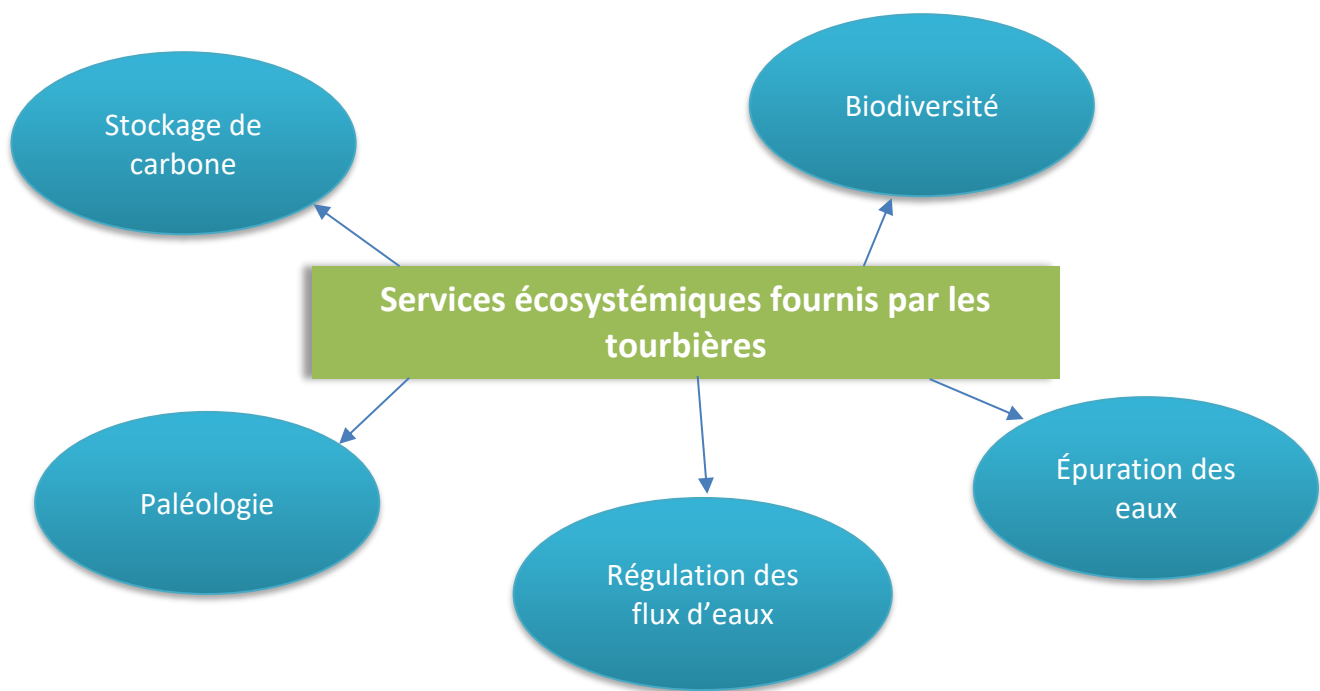 Stockage de
carbone
Biodiversité
Services écosystémiques fournis par les
tourbières
Paléologie
Régulation des
flux d’eaux
Épuration des
eaux